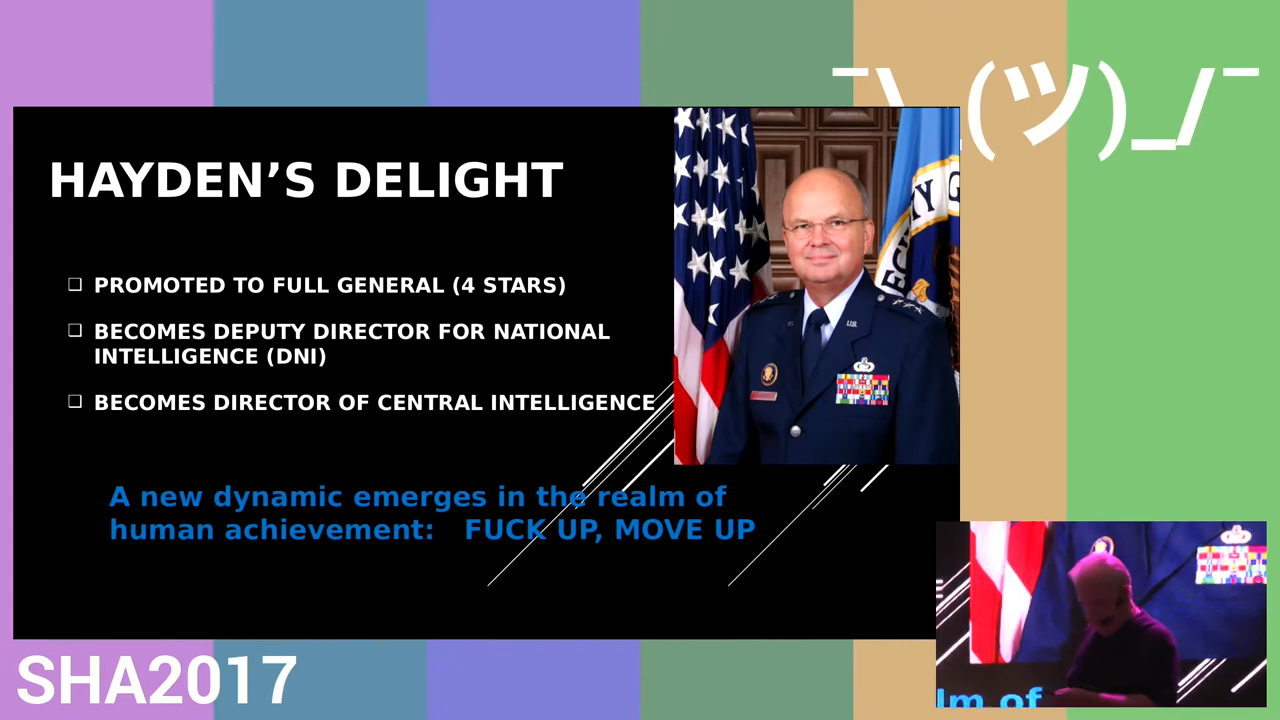 ¯\_(ツ)_/¯
HAYDEN’S DELIGHT
❑ PROMOTED TO FULL GENERAL (4 STARS)
❑ BECOMES DEPUTY DIRECTOR FOR NATIONAL
INTELLIGENCE (DNI)
❑ BECOMES DIRECTOR OF CENTRAL INTELLIGENCE
A new dynamic emerges in the realm of
human achievement: FUCK UP, MOVE UP
SHA2017
lm of